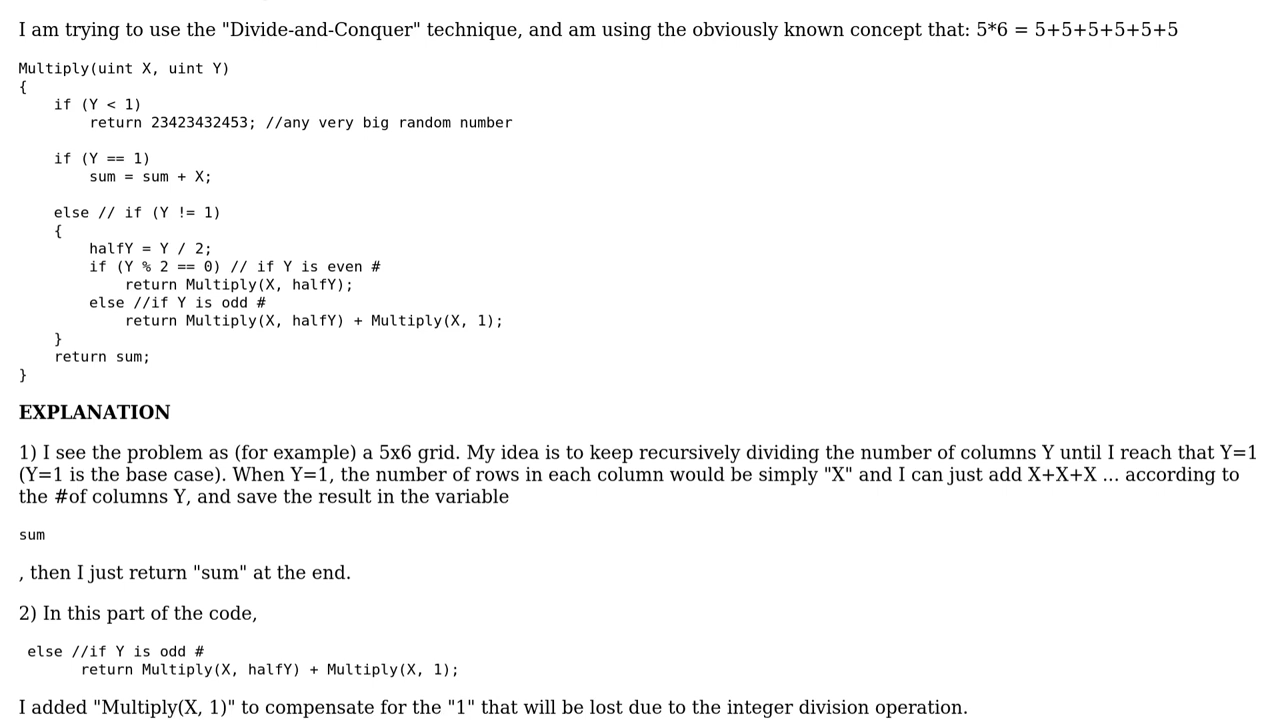 I am trying to use the "Divide-and-Conquer" technique, and am using the obviously known concept that: 5*6 = 5+5+5+5+5+5
Multiply(uint X, uint Y)
{
    if (Y < 1)
        return 23423432453; //any very big random number
    if (Y == 1)
        sum = sum + X;
    else // if (Y != 1)
    {
        halfY = Y / 2;
        if (Y % 2 == 0) // if Y is even #
            return Multiply(X, halfY);
        else //if Y is odd #
            return Multiply(X, halfY) + Multiply(X, 1);
    }
    return sum;
}
EXPLANATION
1) I see the problem as (for example) a 5x6 grid. My idea is to keep recursively dividing the number of columns Y until I reach that Y=1
(Y=1 is the base case). When Y=1, the number of rows in each column would be simply "X" and I can just add X+X+X ... according to
the #of columns Y, and save the result in the variable
sum
, then I just return "sum" at the end.
2) In this part of the code,
 else //if Y is odd #
       return Multiply(X, halfY) + Multiply(X, 1);
I added "Multiply(X, 1)" to compensate for the "1" that will be lost due to the integer division operation.